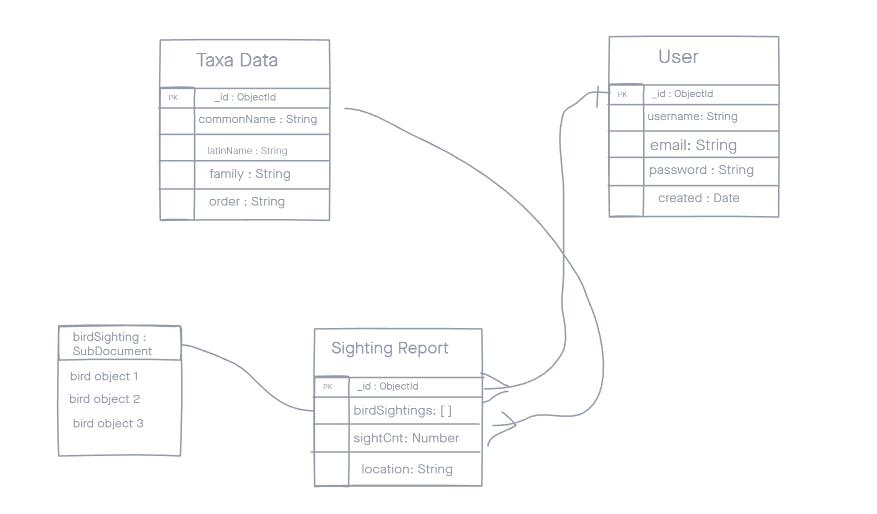 Taxa Data
PK _id : ObjectId
commonName : String
latinName : String
family : String
order : String
User
PK _id : ObjectId
username: String
email: String
password : String
created : Date
birdSighting :
SubDocument
bird object 1
bird object 2
bird object 3
Sighting Report
PK _id : ObjectId
birdSightings: [ ]
sightCnt: Number
location: String